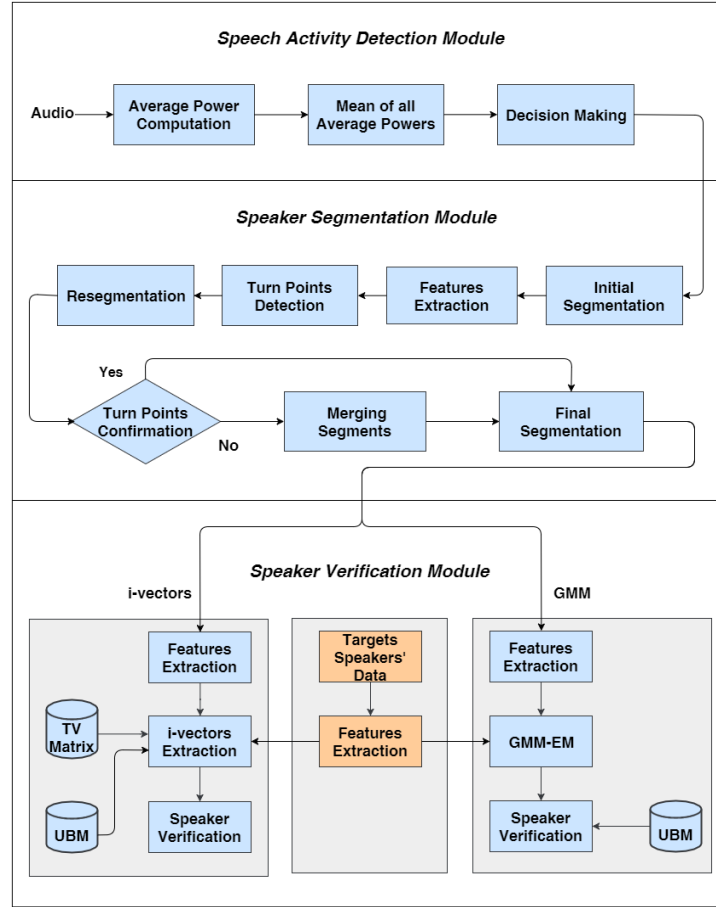 Speech Activity Detection Module
Audio
Average Power
Computation
Mean of all
Average Powers
Decision Making
Speaker Segmentation Module
Resegmentation
Turn Points
Detection
Features
Extraction
Initial
Segmentation
Yes
Turn Points
Confirmation
No
Merging
Segments
Final
Segmentation
Speaker Verification Module
i-vectors
GMM
Features
Extraction
Targets
Speakers'
Data
Features
Extraction
TV
Matrix
i-vectors
Extraction
Features
Extraction
GMM-EM
UBM
Speaker
Verification
Speaker
Verification
UBM